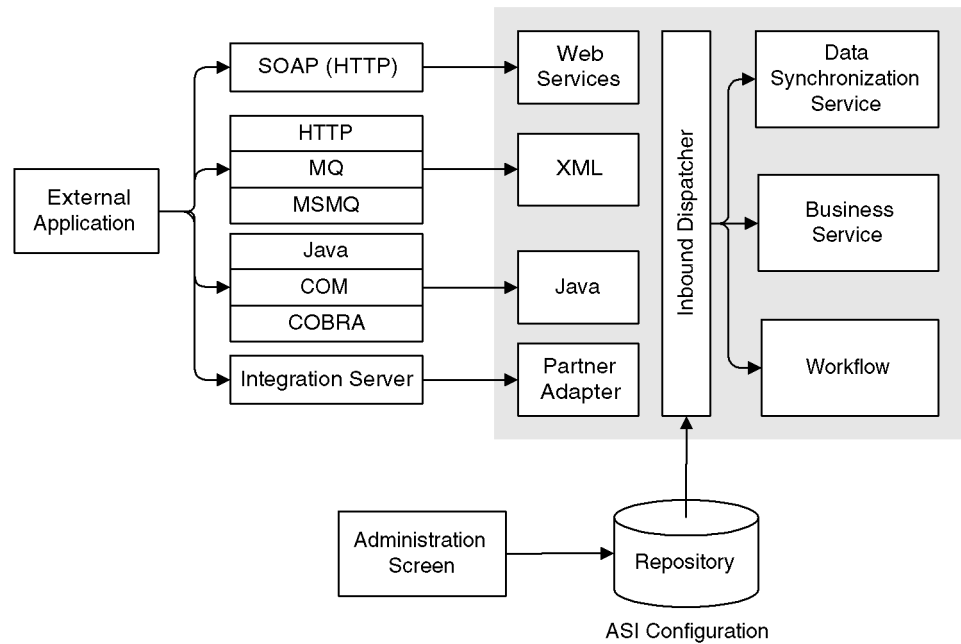 External
Application
SOAP (HTTP)
HTTP
MQ
MSMQ
Java
COM
COBRA
Integration Server
Web
Services
XML
Java
Partner
Adapter
Inbound Dispatcher
Data
Synchronization
Service
Business
Service
Workflow
Administration
Screen
Repository
ASI Configuration